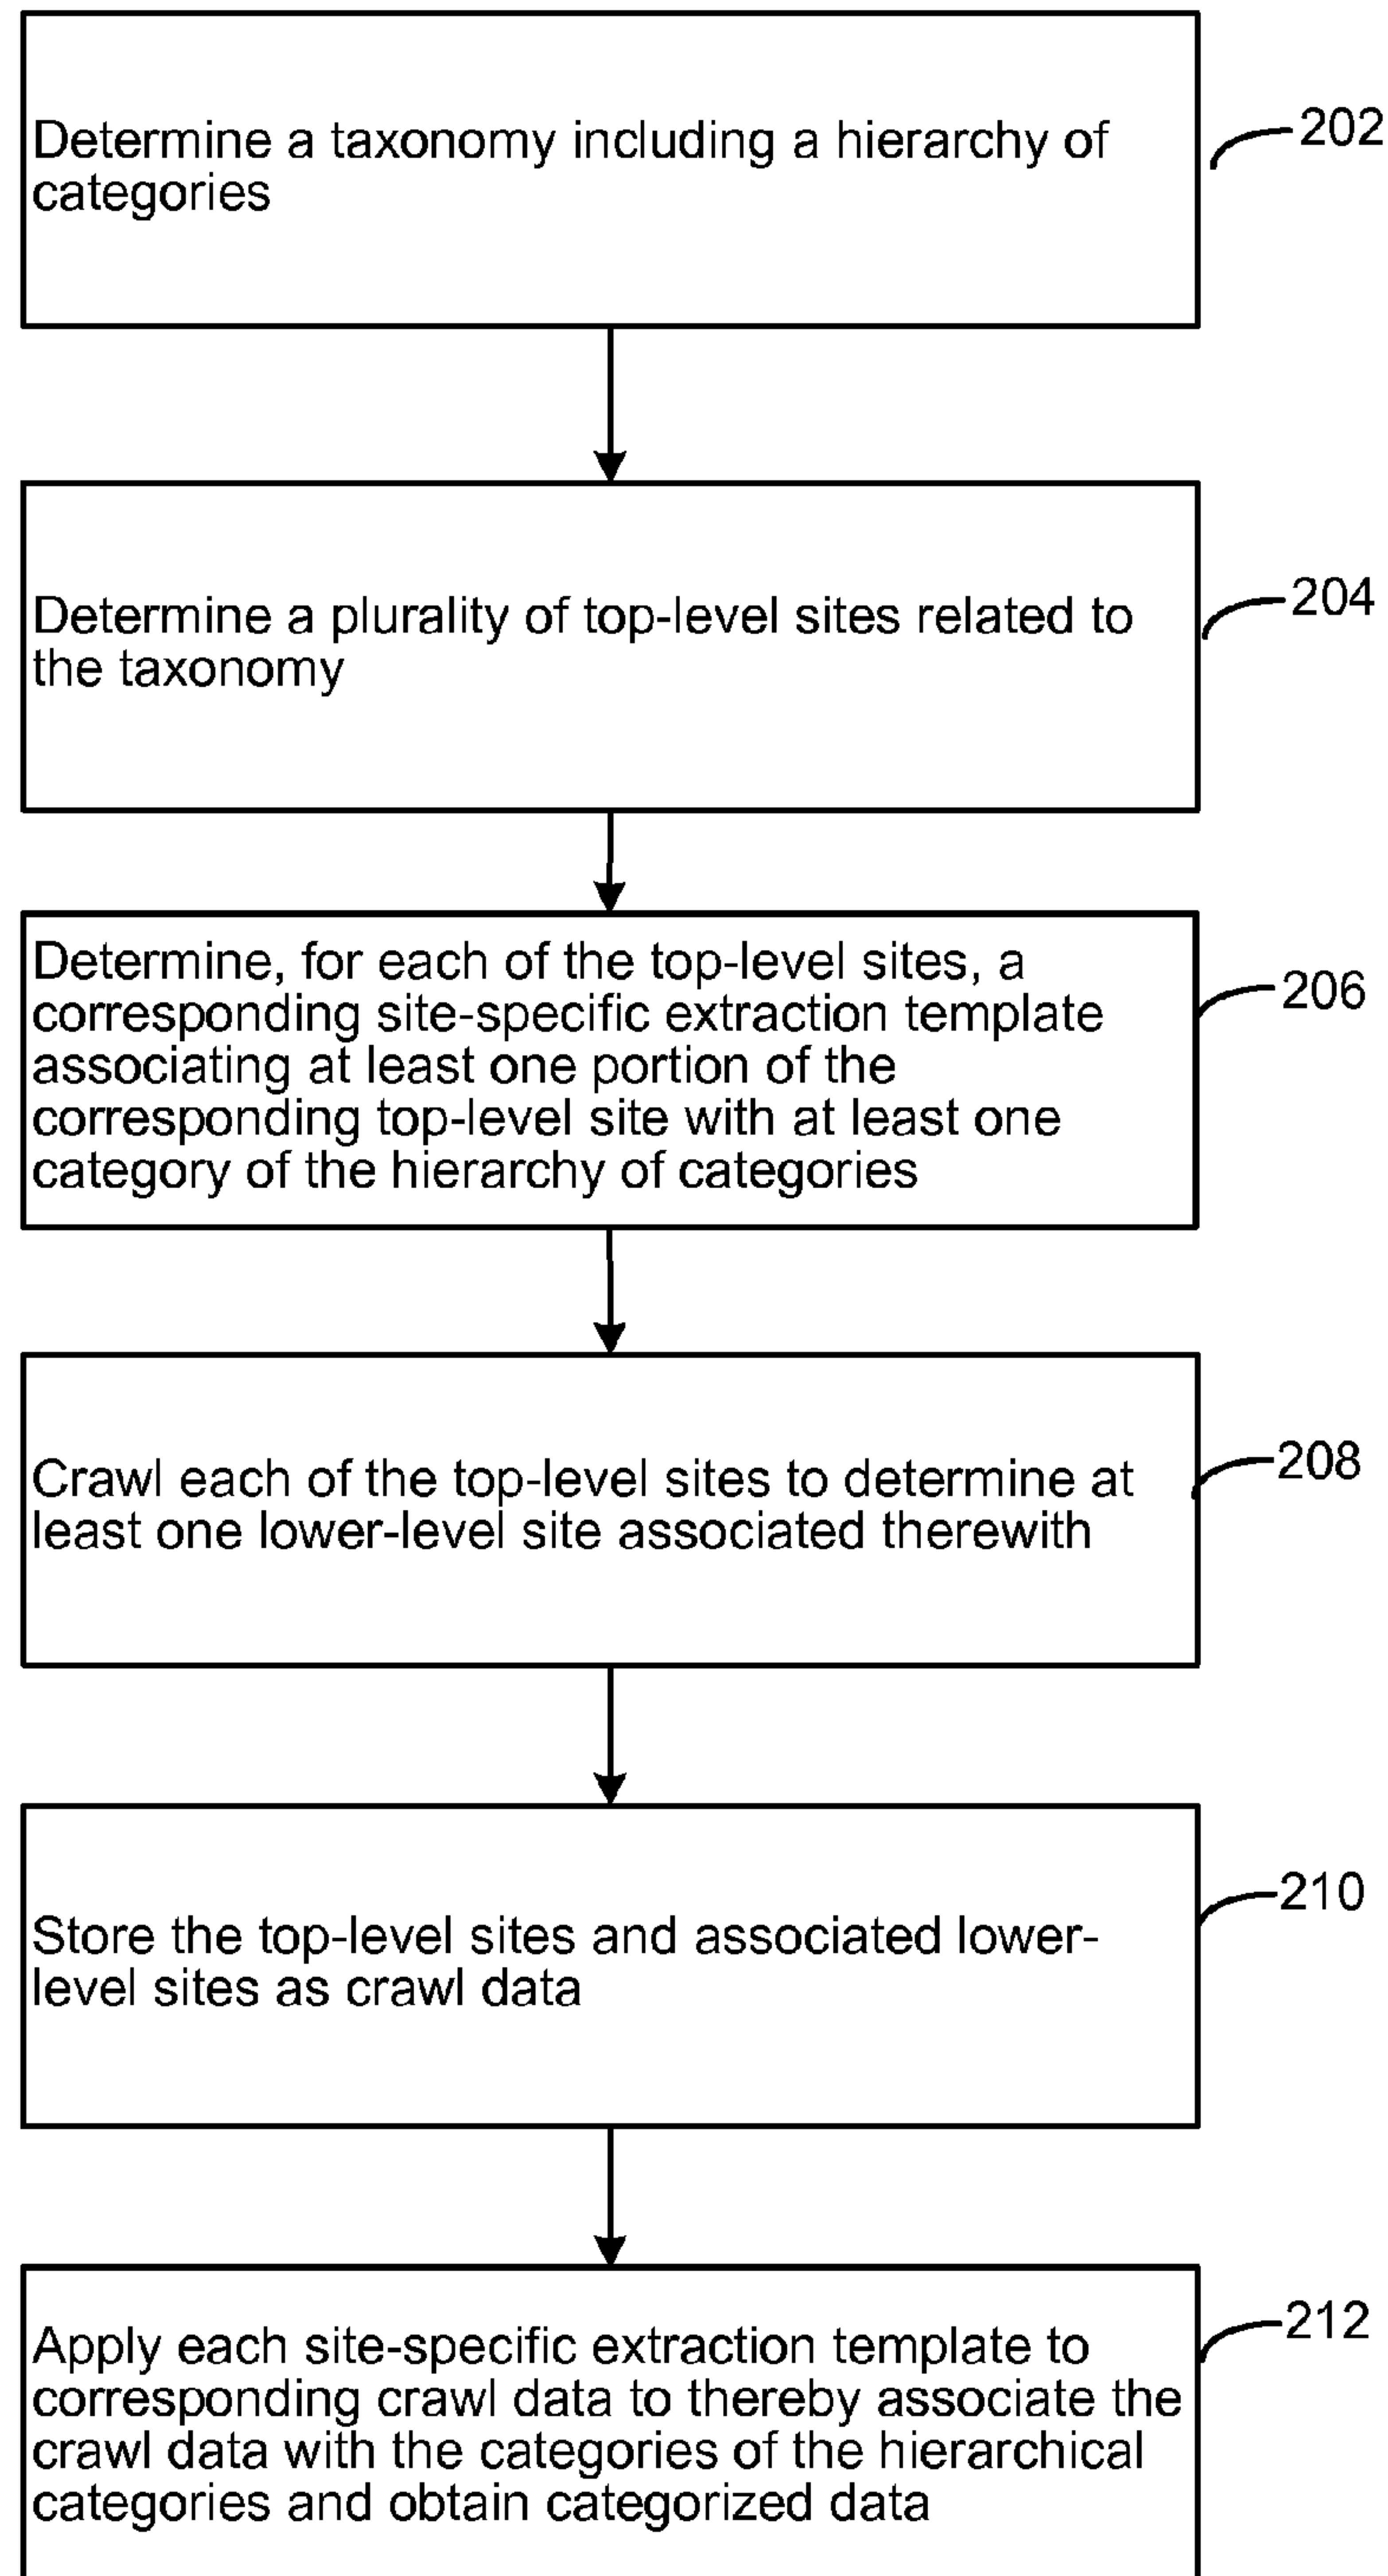 Determine a taxonomy including a hierarchy of
categories
202
Determine a plurality of top-level sites related to
the taxonomy
204
Determine, for each of the top-level sites, a
corresponding site-specific extraction template
associating at least one portion of the
corresponding top-level site with at least one
category of the hierarchy of categories
206
Crawl each of the top-level sites to determine at
least one lower-level site associated therewith
208
Store the top-level sites and associated lower-
level sites as crawl data
210
Apply each site-specific extraction template to
corresponding crawl data to thereby associate the
crawl data with the categories of the hierarchical
categories and obtain categorized data
212